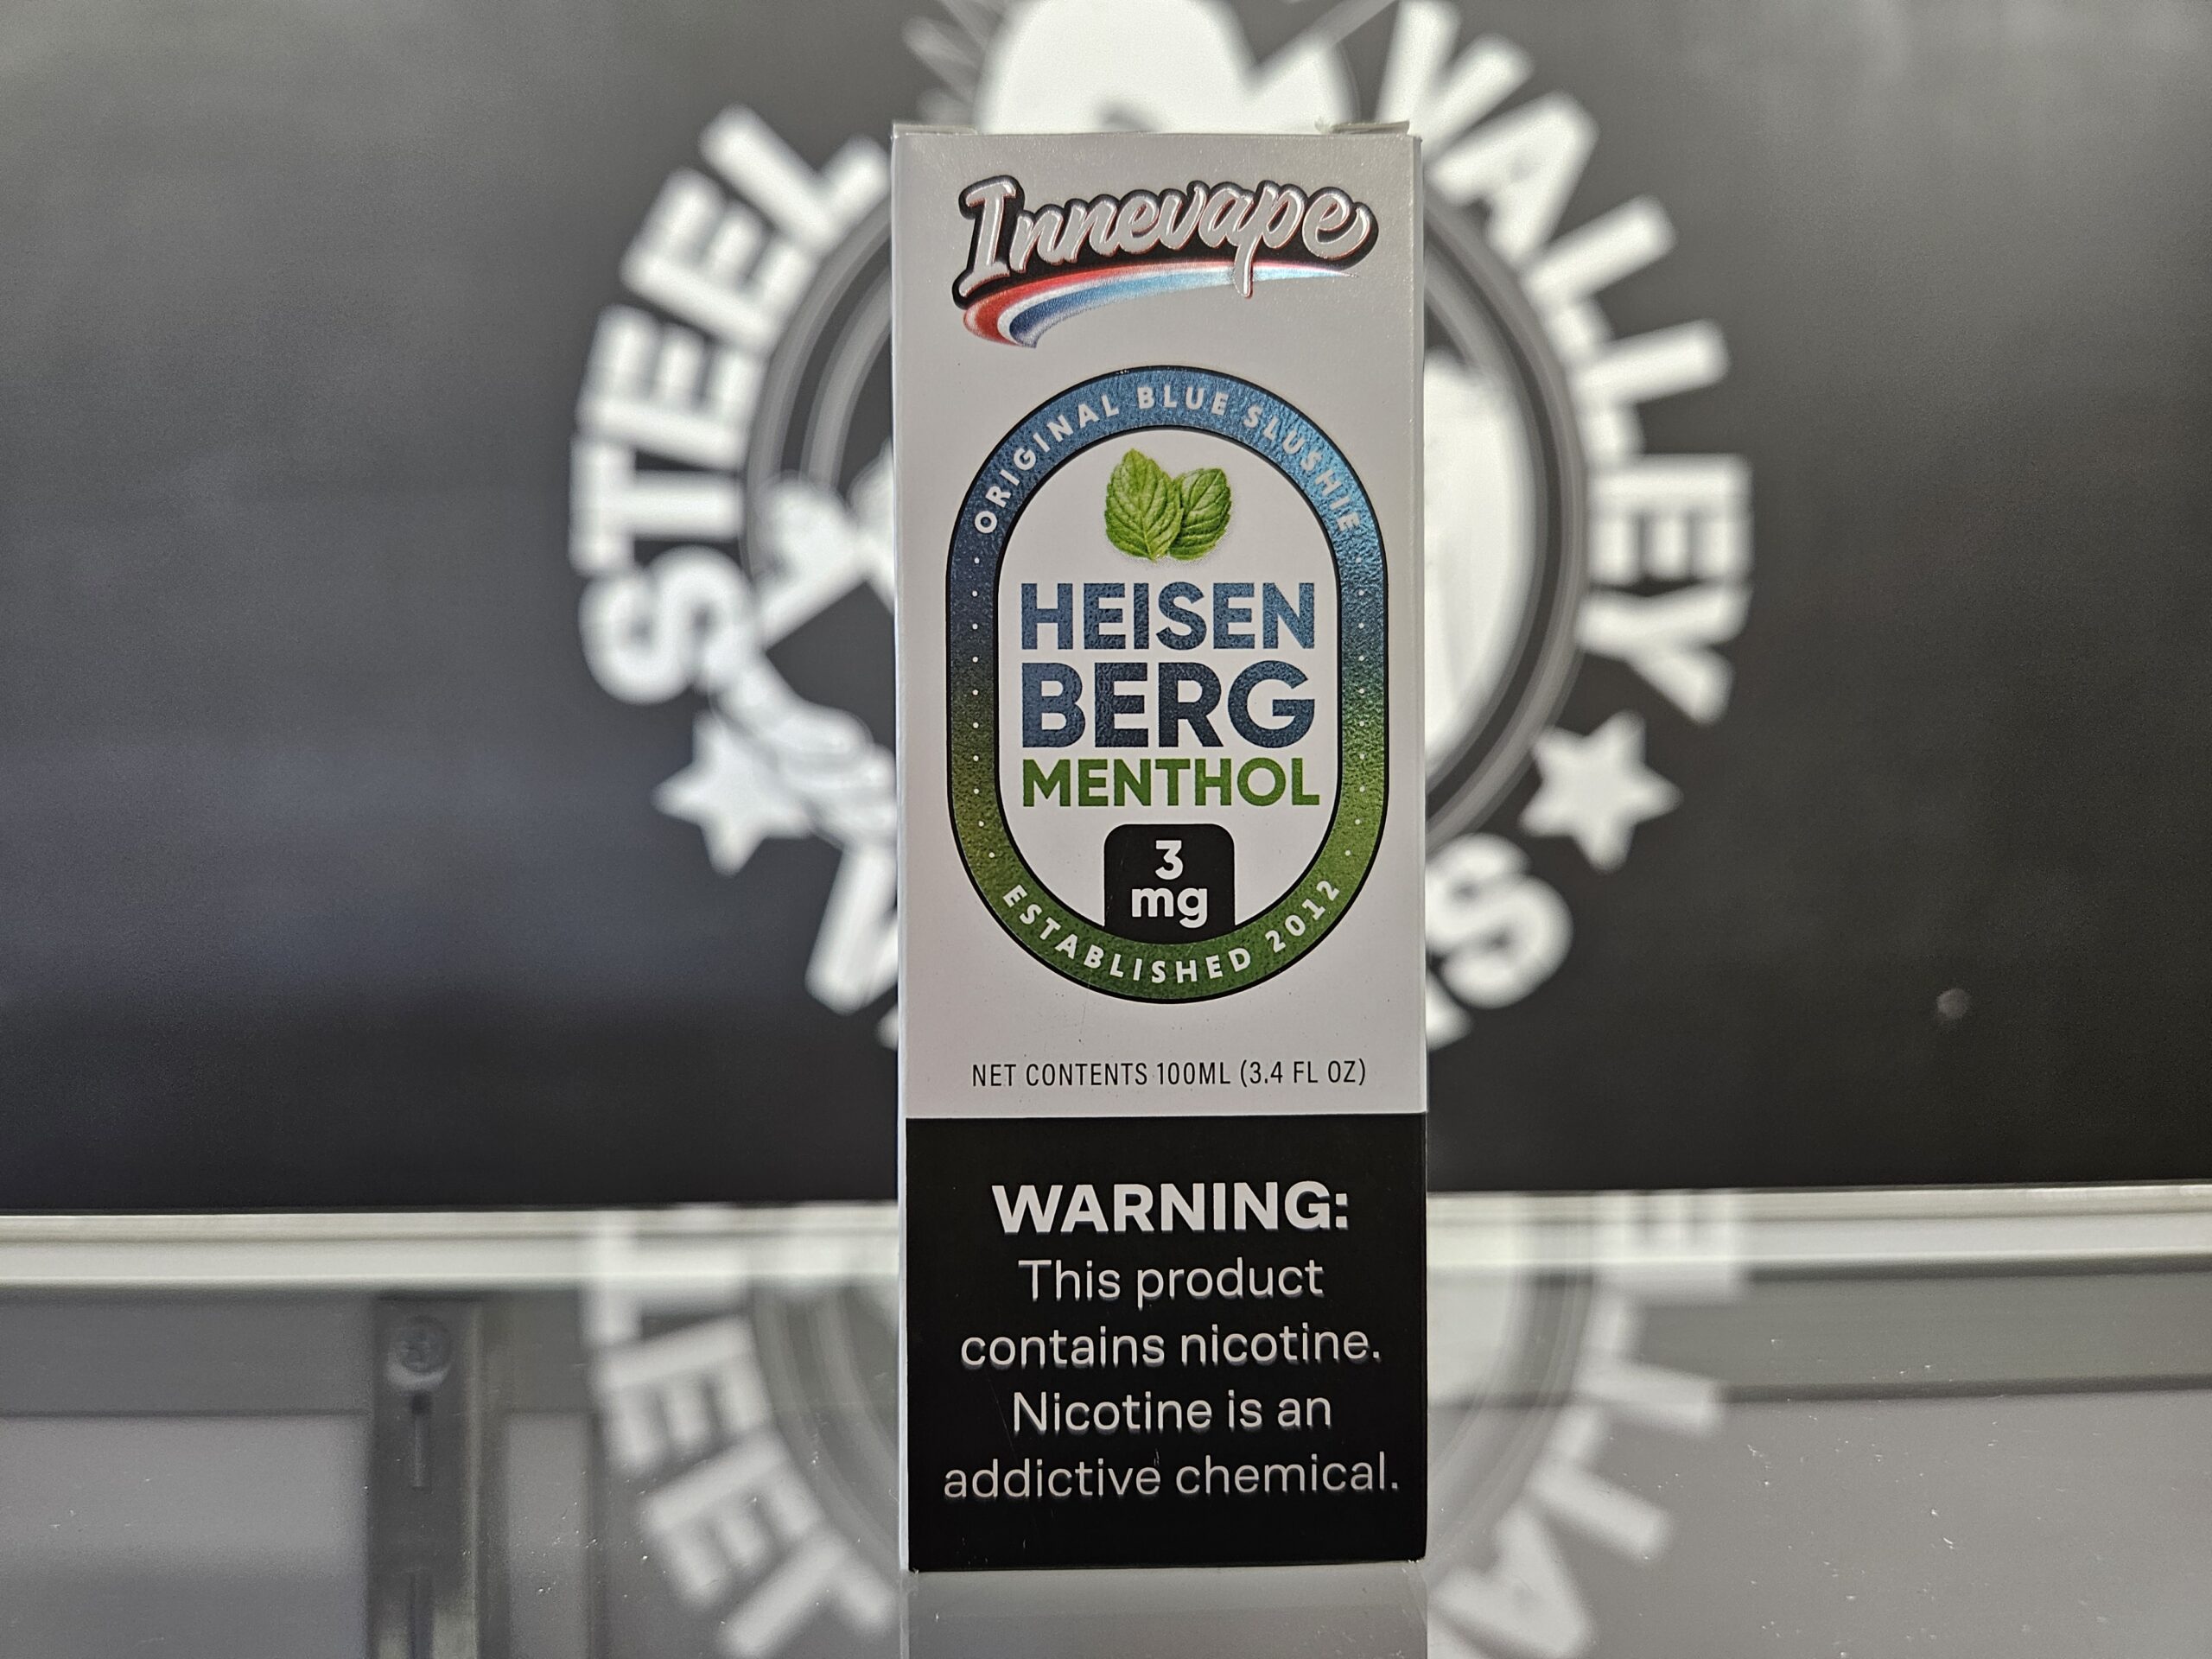 STEEL VALLEY
Innevape
ORIGINAL BLUE SLUSHIE
HEISEN
BERG
MENTHOL
3
mg
ESTABLISHED 2012
NET CONTENTS 100ML (3.4 FL OZ)
WARNING:
This product
contains nicotine.
Nicotine is an
addictive chemical.